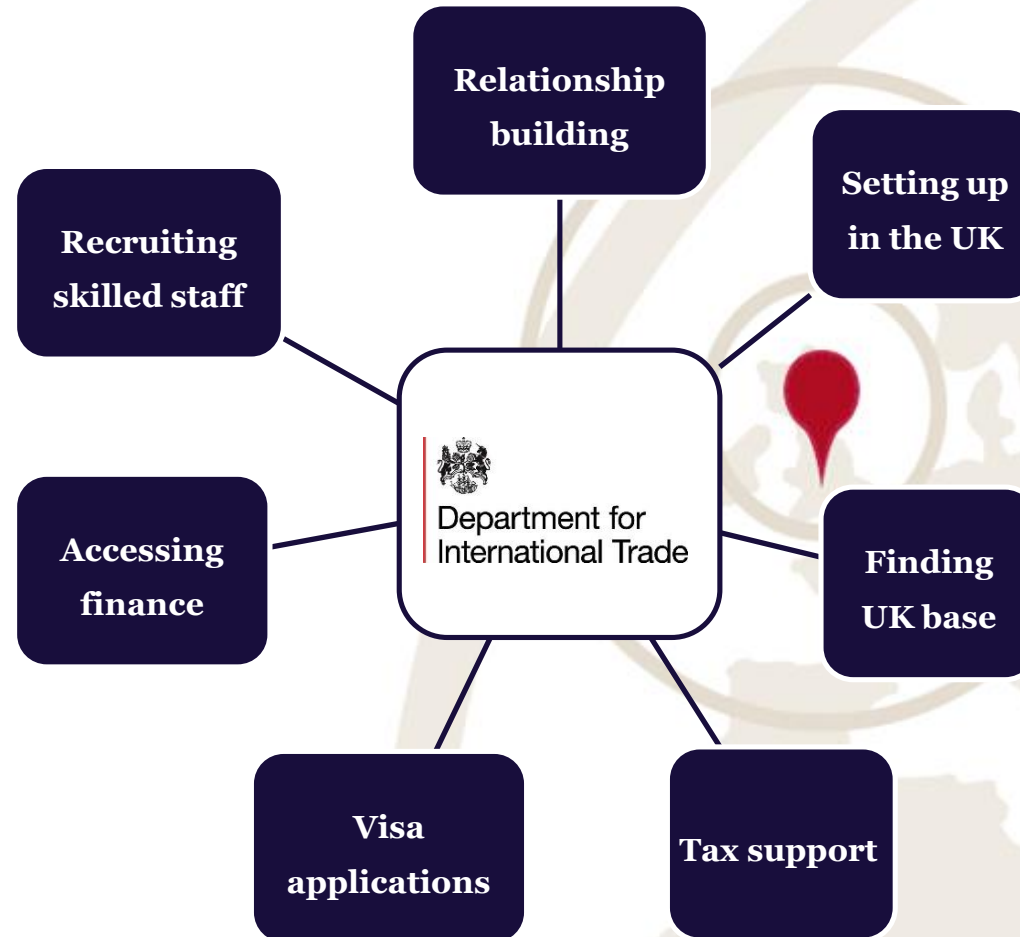 Relationship
building
Setting up
in the UK
Recruiting
skilled staff
Department for
International Trade
Accessing
finance
Finding
UK base
Visa
applications
Tax support